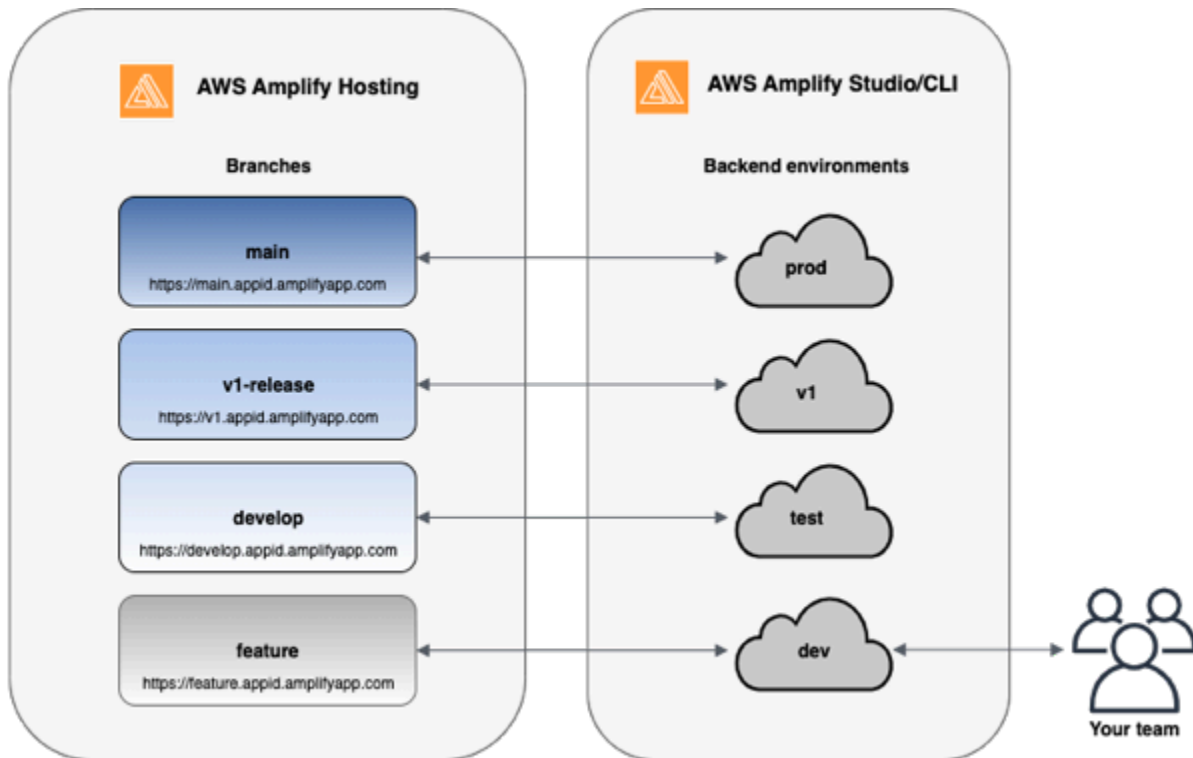 AWS Amplify Hosting
Branches
main
https://main.appid.amplifyapp.com
v1-release
https://v1.appid.amplifyapp.com
develop
https://develop.appid.amplifyapp.com
feature
https://feature.appid.amplifyapp.com
AWS Amplify Studio/CLI
Backend environments
prod
v1
test
dev
Your team